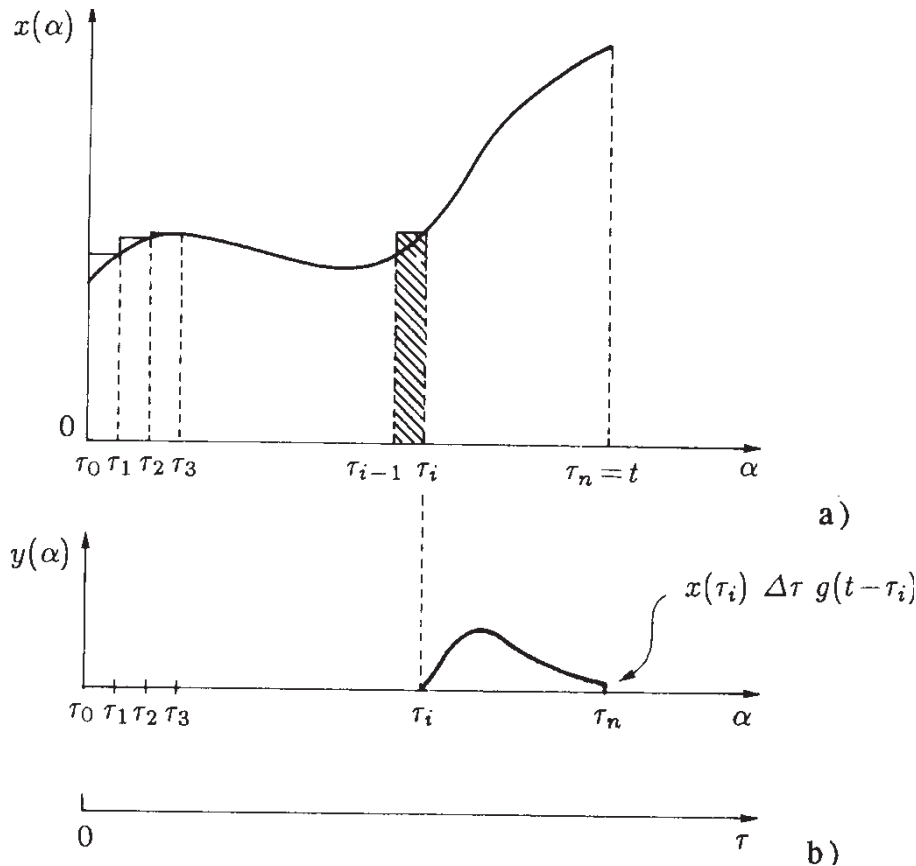 x(α)
0
τ₀ τ₁ τ₂ τ₃ τᵢ₋₁ τᵢ τₙ = t α
a)
y(α)
x(τᵢ) Δτ g(t−τᵢ)
τ₀ τ₁ τ₂ τ₃ τᵢ τₙ α
0 τ
b)